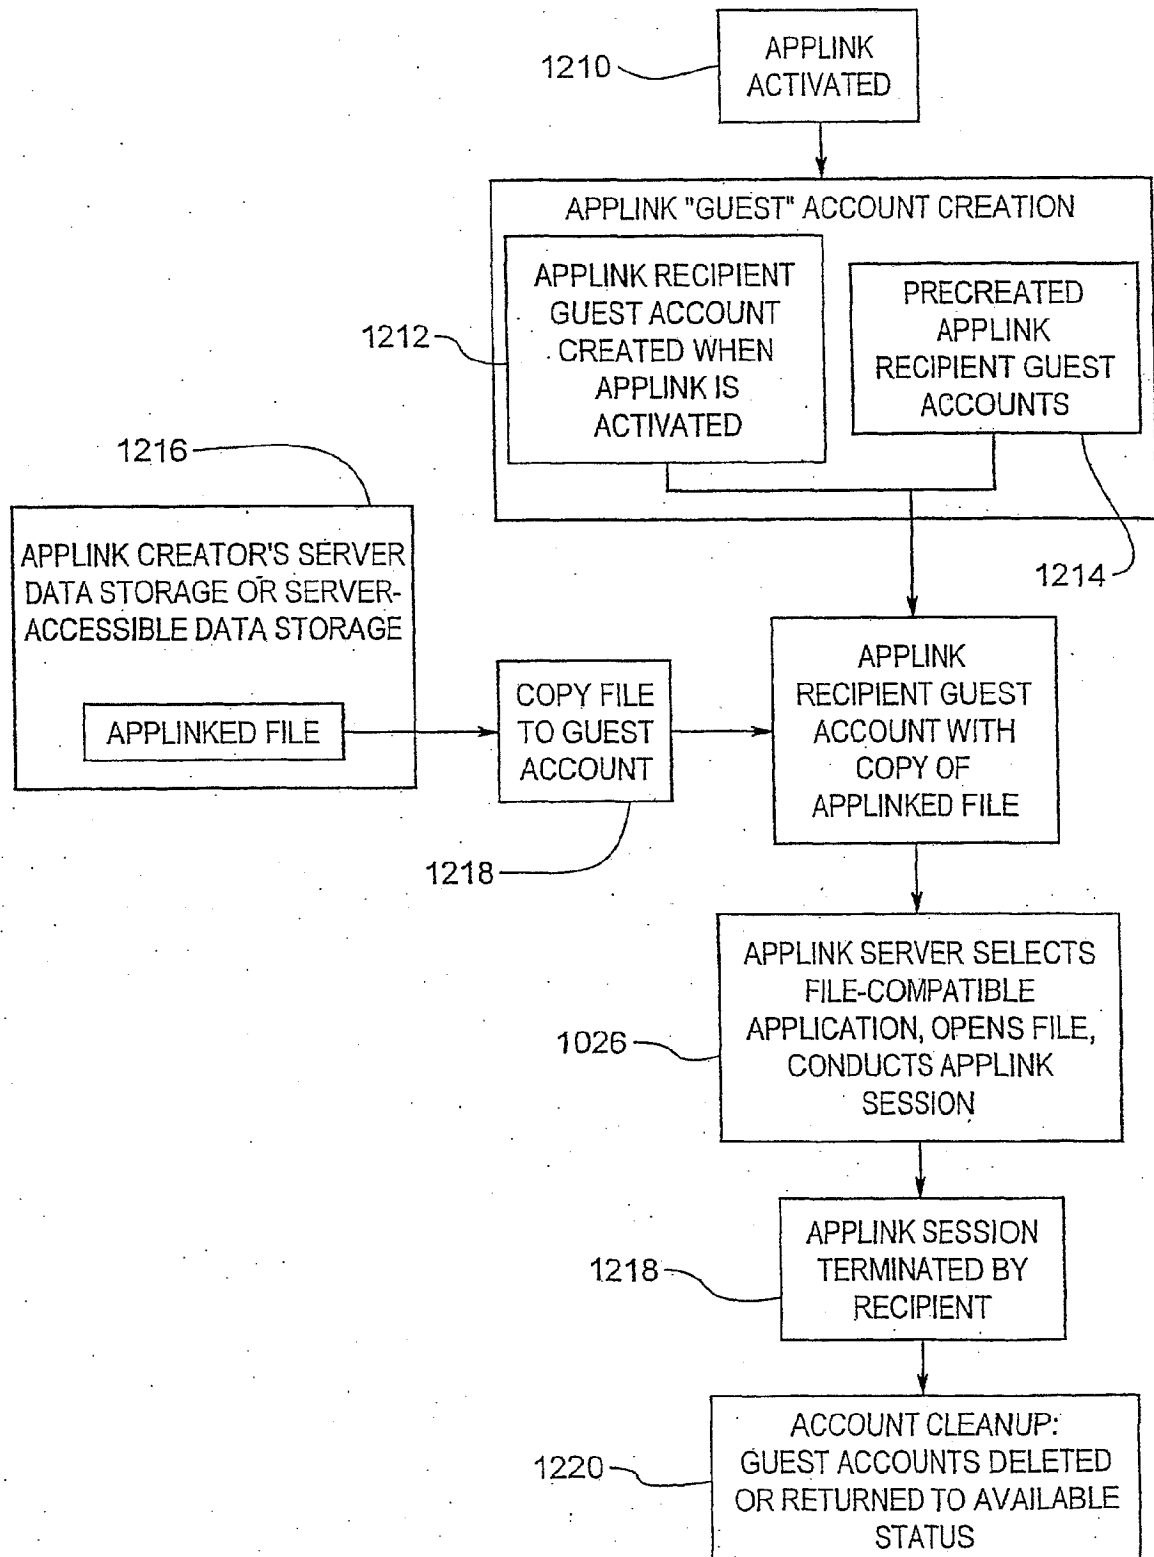 1210
APPLINK
ACTIVATED
APPLINK "GUEST" ACCOUNT CREATION
1212
APPLINK RECIPIENT
GUEST ACCOUNT
CREATED WHEN
APPLINK IS
ACTIVATED
PRECREATED
APPLINK
RECIPIENT GUEST
ACCOUNTS
1214
1216
APPLINK CREATOR'S SERVER
DATA STORAGE OR SERVER-
ACCESSIBLE DATA STORAGE
APPLINKED FILE
COPY FILE
TO GUEST
ACCOUNT
1218
APPLINK
RECIPIENT GUEST
ACCOUNT WITH
COPY OF
APPLINKED FILE
1026
APPLINK SERVER SELECTS
FILE-COMPATIBLE
APPLICATION, OPENS FILE,
CONDUCTS APPLINK
SESSION
1218
APPLINK SESSION
TERMINATED BY
RECIPIENT
1220
ACCOUNT CLEANUP:
GUEST ACCOUNTS DELETED
OR RETURNED TO AVAILABLE
STATUS